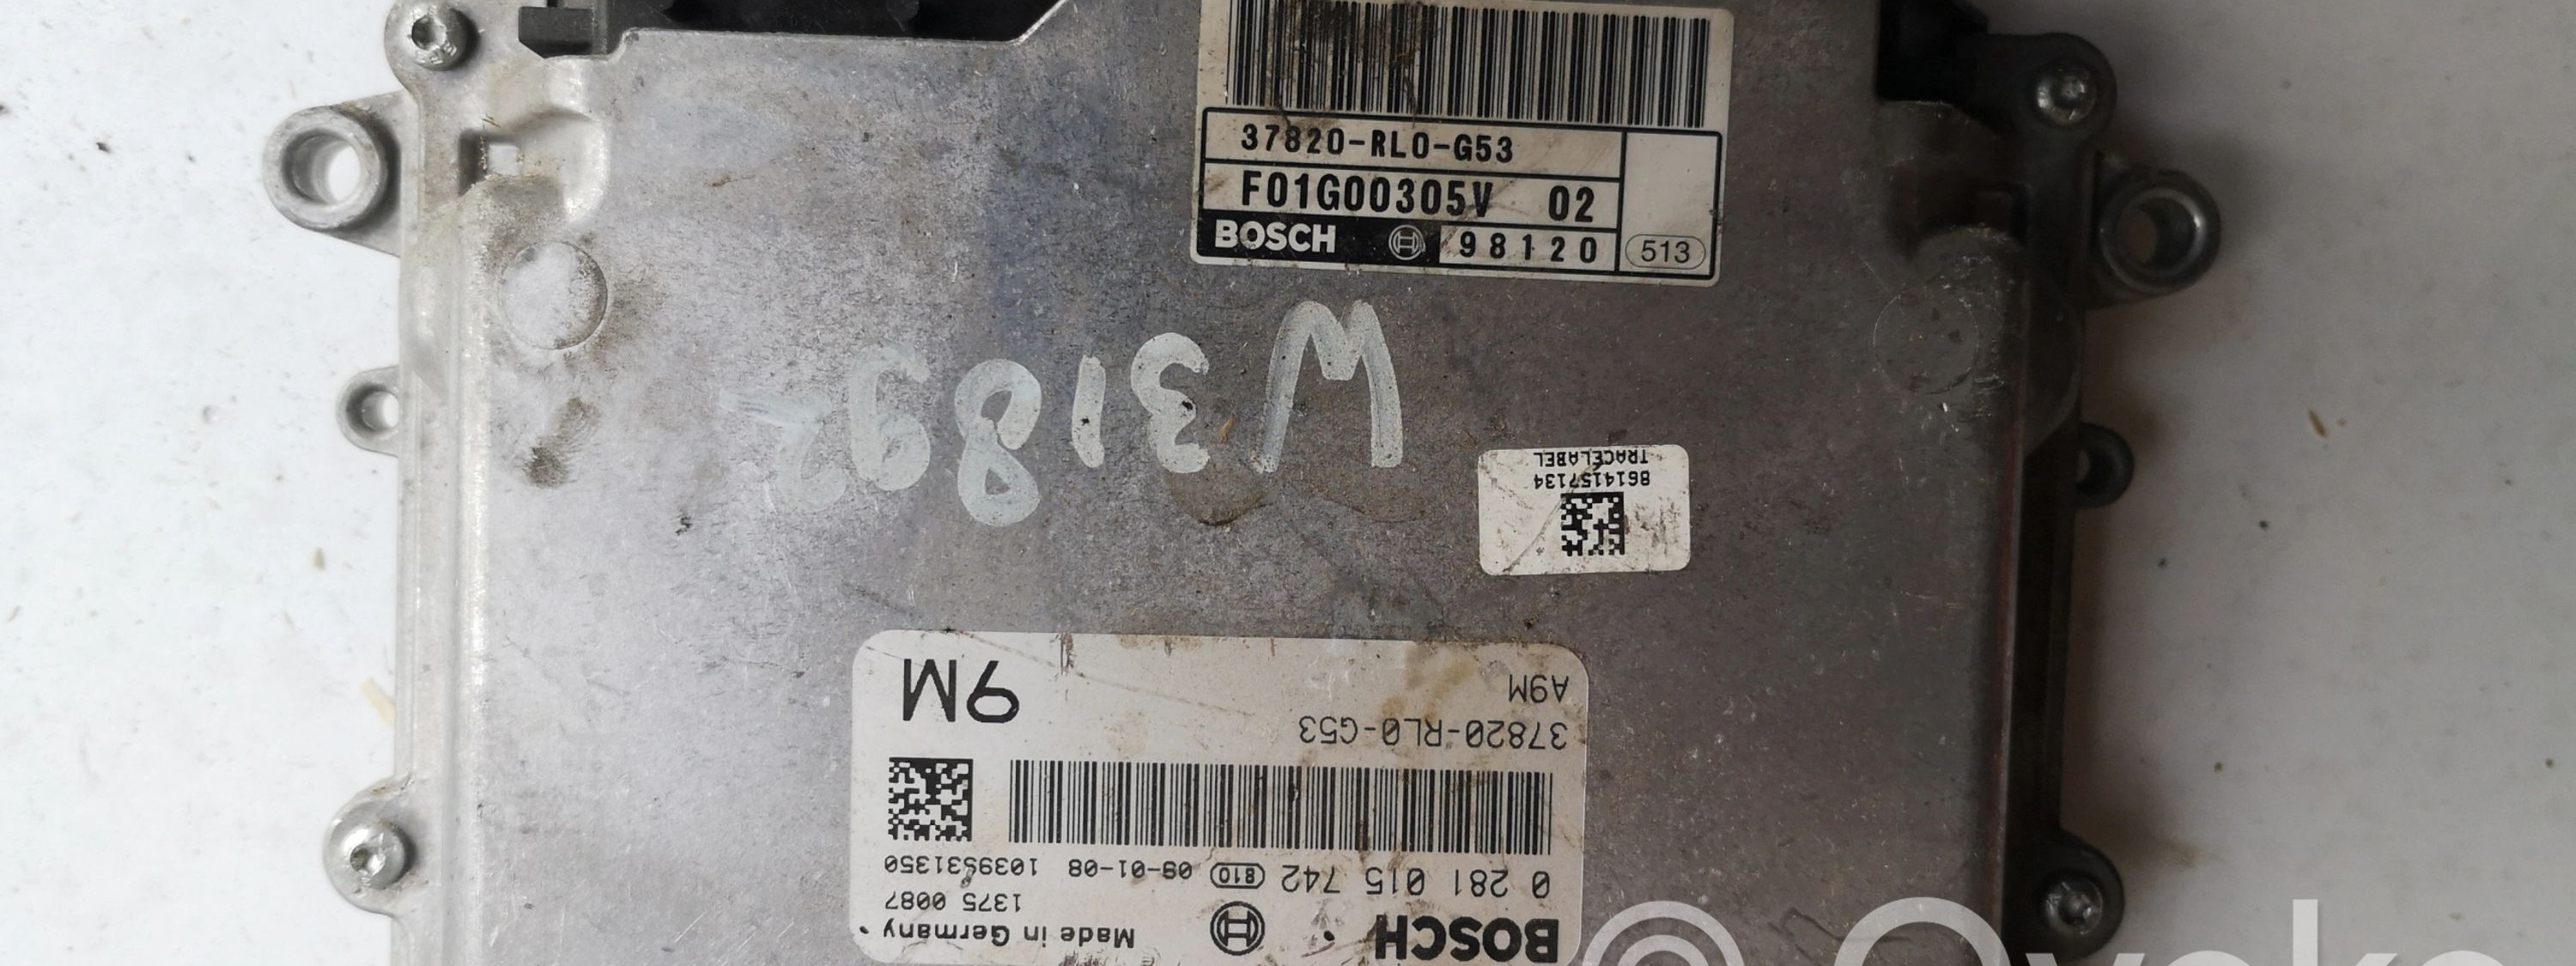 37820-RL0-G53
F01G00305V 02
BOSCH 98120 513
W31892
TRACELABEL
8614157134
9M
A9M
37820-RL0-G53
0 281 015 742 810 09-01-08 1039S31350
1375 0087
BOSCH Made in Germany
Ovoko